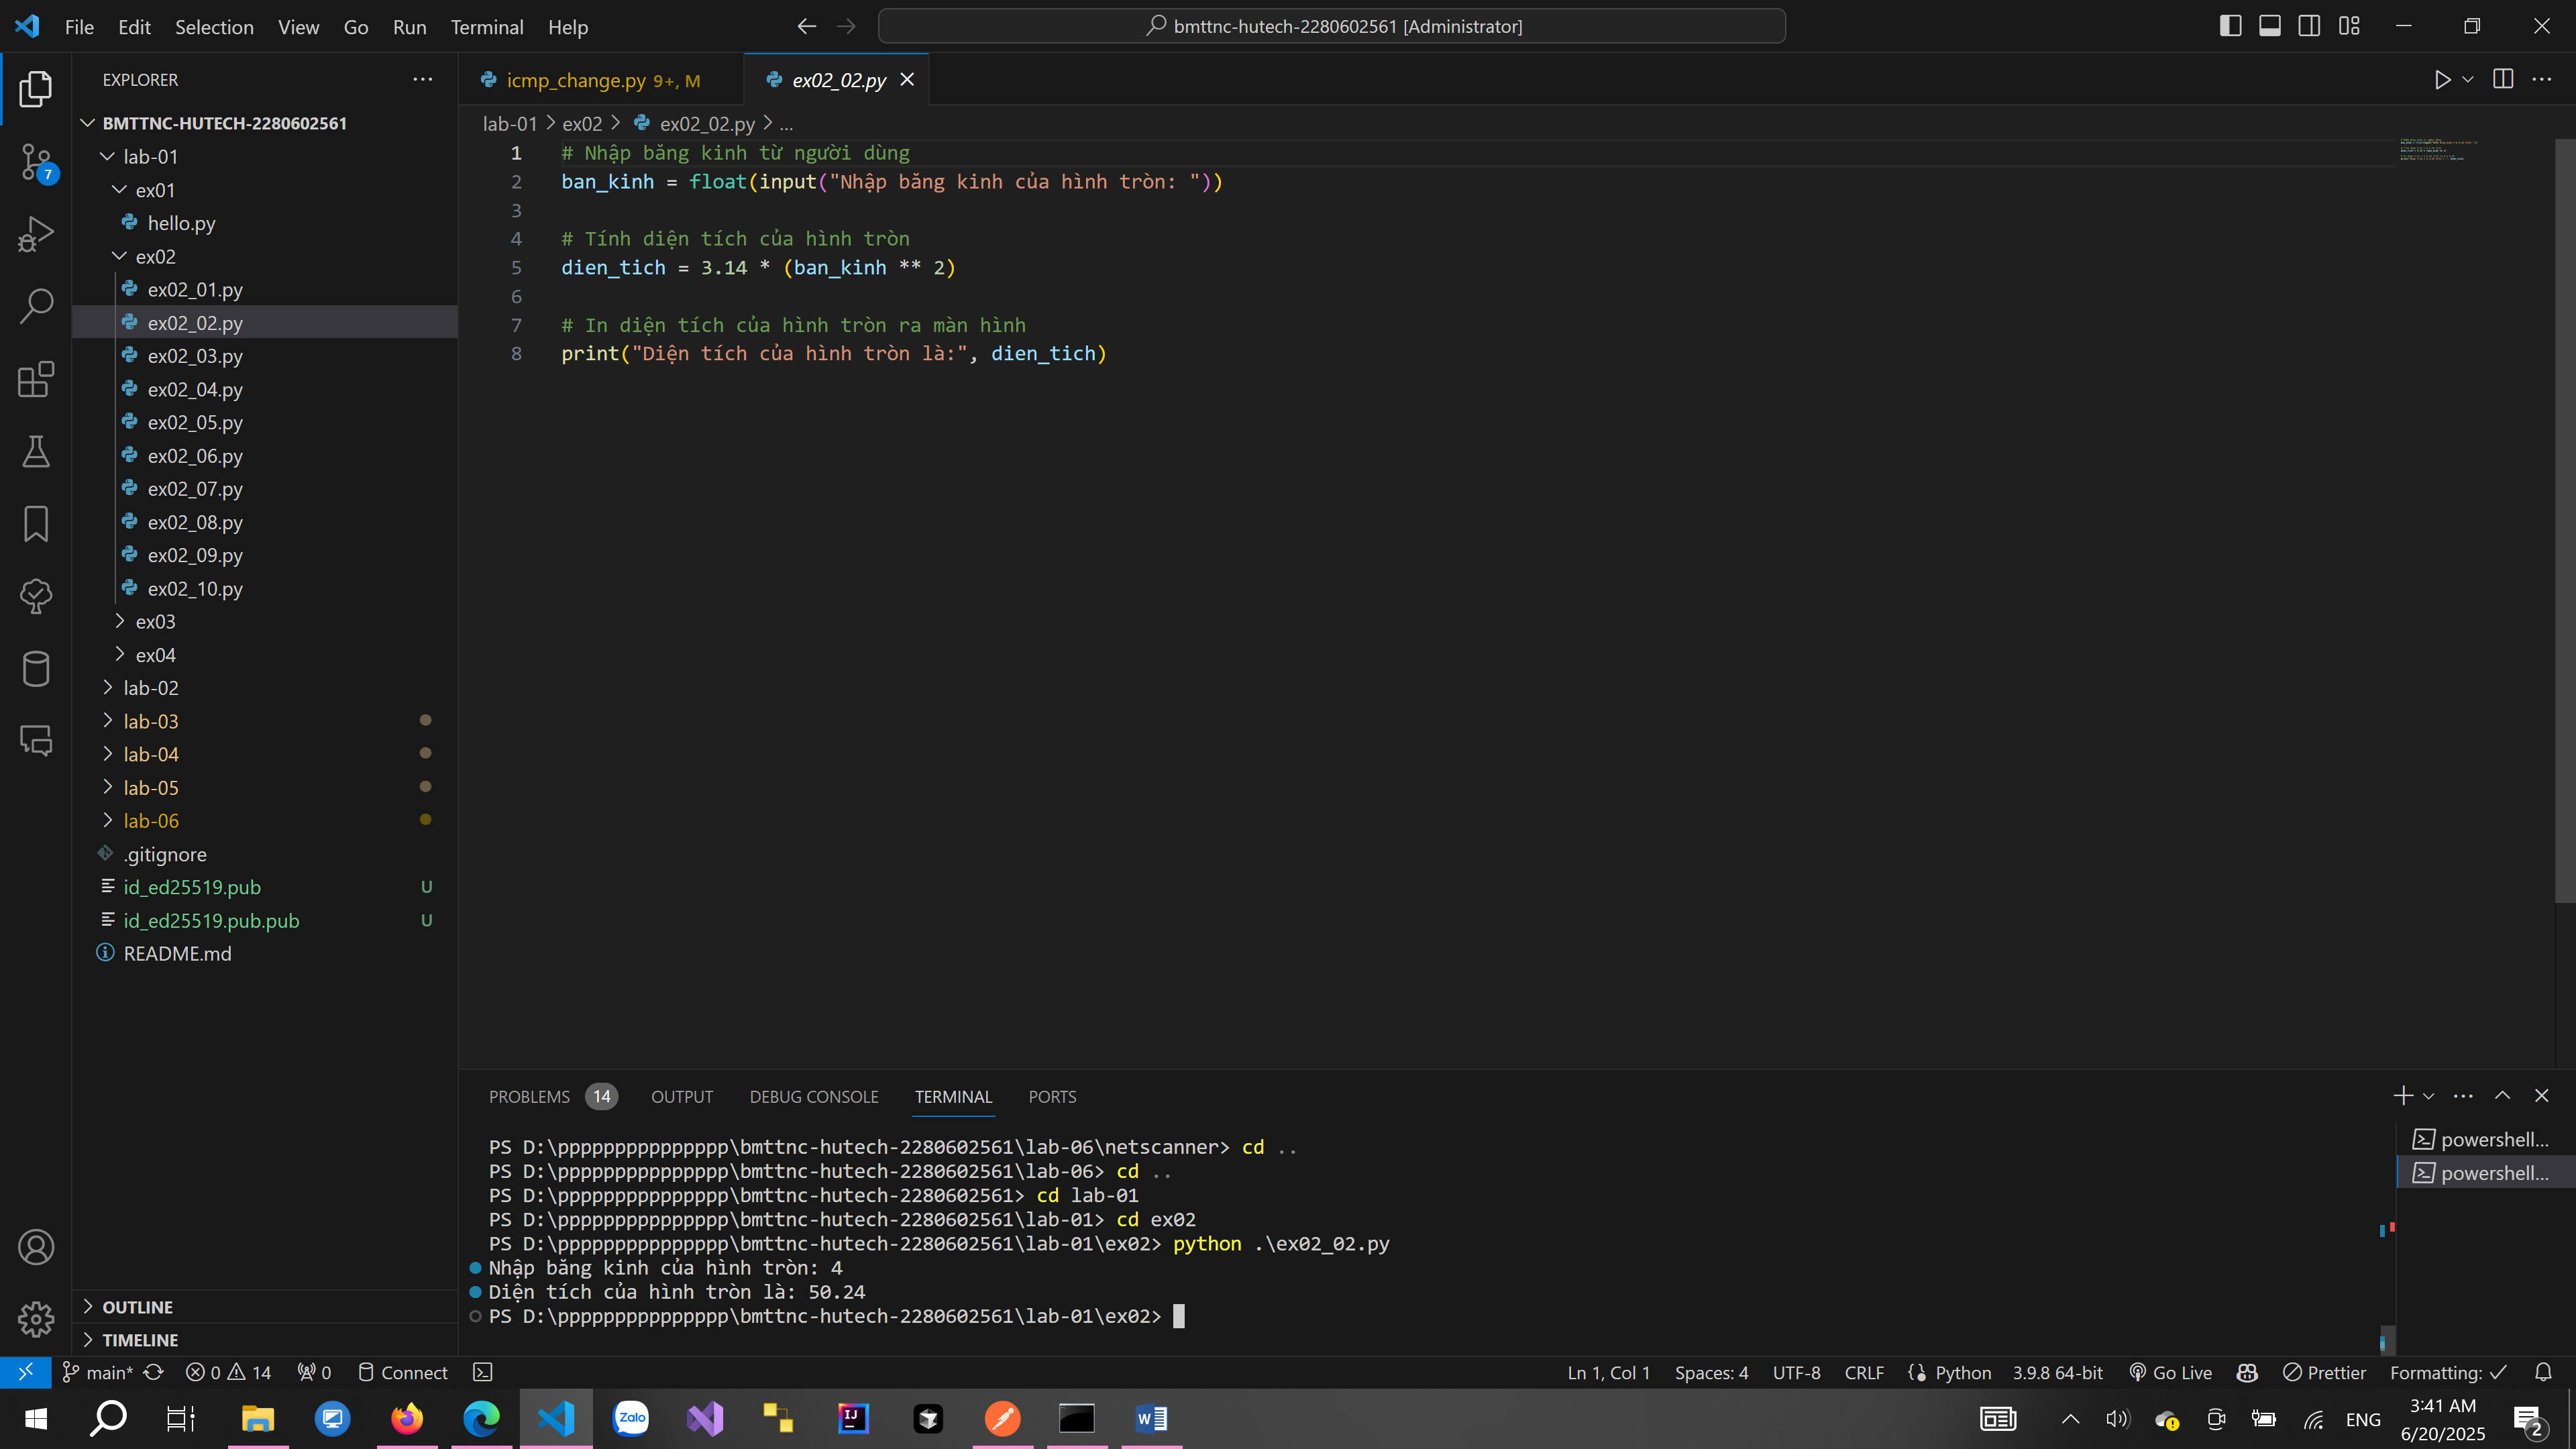 File Edit Selection View Go Run Terminal Help
bmttnc-hutech-2280602561 [Administrator]
EXPLORER
BMTTNC-HUTECH-2280602561
lab-01
ex01
hello.py
ex02
ex02_01.py
ex02_02.py
ex02_03.py
ex02_04.py
ex02_05.py
ex02_06.py
ex02_07.py
ex02_08.py
ex02_09.py
ex02_10.py
ex03
ex04
lab-02
lab-03
lab-04
lab-05
lab-06
.gitignore
id_ed25519.pub U
id_ed25519.pub.pub U
README.md
OUTLINE
TIMELINE
7
icmp_change.py 9+, M
ex02_02.py
lab-01 > ex02 > ex02_02.py > ...
1 # Nhập băng kinh từ người dùng
2 ban_kinh = float(input("Nhập băng kinh của hình tròn: "))
3
4 # Tính diện tích của hình tròn
5 dien_tich = 3.14 * (ban_kinh ** 2)
6
7 # In diện tích của hình tròn ra màn hình
8 print("Diện tích của hình tròn là:", dien_tich)
PROBLEMS 14 OUTPUT DEBUG CONSOLE TERMINAL PORTS
PS D:\ppppppppppppppp\bmttnc-hutech-2280602561\lab-06\netscanner> cd ..
PS D:\ppppppppppppppp\bmttnc-hutech-2280602561\lab-06> cd ..
PS D:\ppppppppppppppp\bmttnc-hutech-2280602561> cd lab-01
PS D:\ppppppppppppppp\bmttnc-hutech-2280602561\lab-01> cd ex02
PS D:\ppppppppppppppp\bmttnc-hutech-2280602561\lab-01\ex02> python .\ex02_02.py
Nhập băng kinh của hình tròn: 4
Diện tích của hình tròn là: 50.24
PS D:\ppppppppppppppp\bmttnc-hutech-2280602561\lab-01\ex02>
powershell...
powershell...
main* 0 14 0 Connect
Ln 1, Col 1 Spaces: 4 UTF-8 CRLF Python 3.9.8 64-bit Go Live Prettier Formatting: ✓
Zalo
IJ
W
ENG
3:41 AM
6/20/2025
2